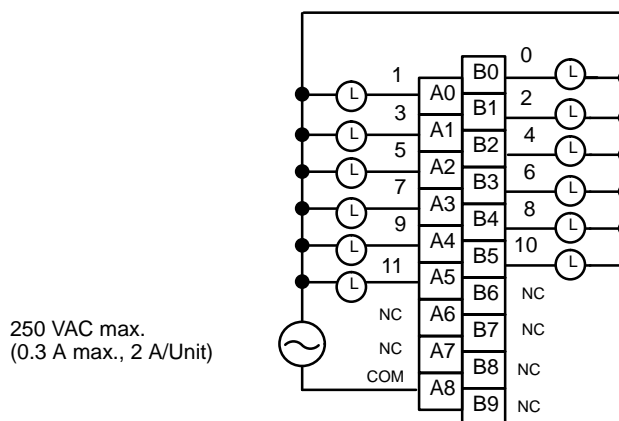 0
1 L A0 B0 L
3 L A1 B1 2 L
5 L A2 B2 4 L
7 L A3 B3 6 L
9 L A4 B4 8 L
11 L A5 B5 10 L
NC A6 B6 NC
NC A7 B7 NC
COM A8 B8 NC
B9 NC
250 VAC max.
(0.3 A max., 2 A/Unit)